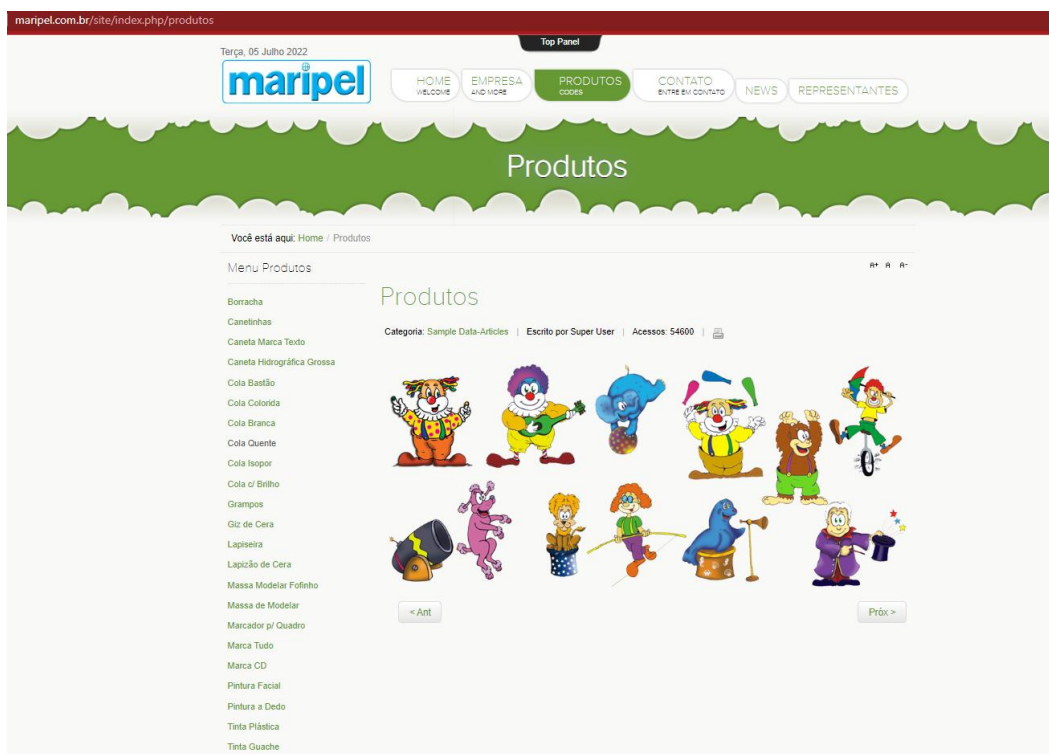 maripel.com.br/site/index.php/produtos
Top Panel
Terça, 05 Julho 2022
maripel
HOME
WELCOME
EMPRESA
AND MORE
PRODUTOS
CODES
CONTATO
ENTRE EM CONTATO
NEWS
REPRESENTANTES
Produtos
Você está aqui: Home / Produtos
Menu Produtos
A+ A A-
Borracha
Canetinhas
Caneta Marca Texto
Caneta Hidrográfica Grossa
Cola Bastão
Cola Colorida
Cola Branca
Cola Quente
Cola Isopor
Cola c/ Brilho
Grampos
Giz de Cera
Lapiseira
Lapizão de Cera
Massa Modelar Fofinho
Massa de Modelar
Marcador p/ Quadro
Marca Tudo
Marca CD
Pintura Facial
Pintura a Dedo
Tinta Plástica
Tinta Guache
Produtos
Categoria: Sample Data-Articles | Escrito por Super User | Acessos: 54600 |
< Ant
Próx >